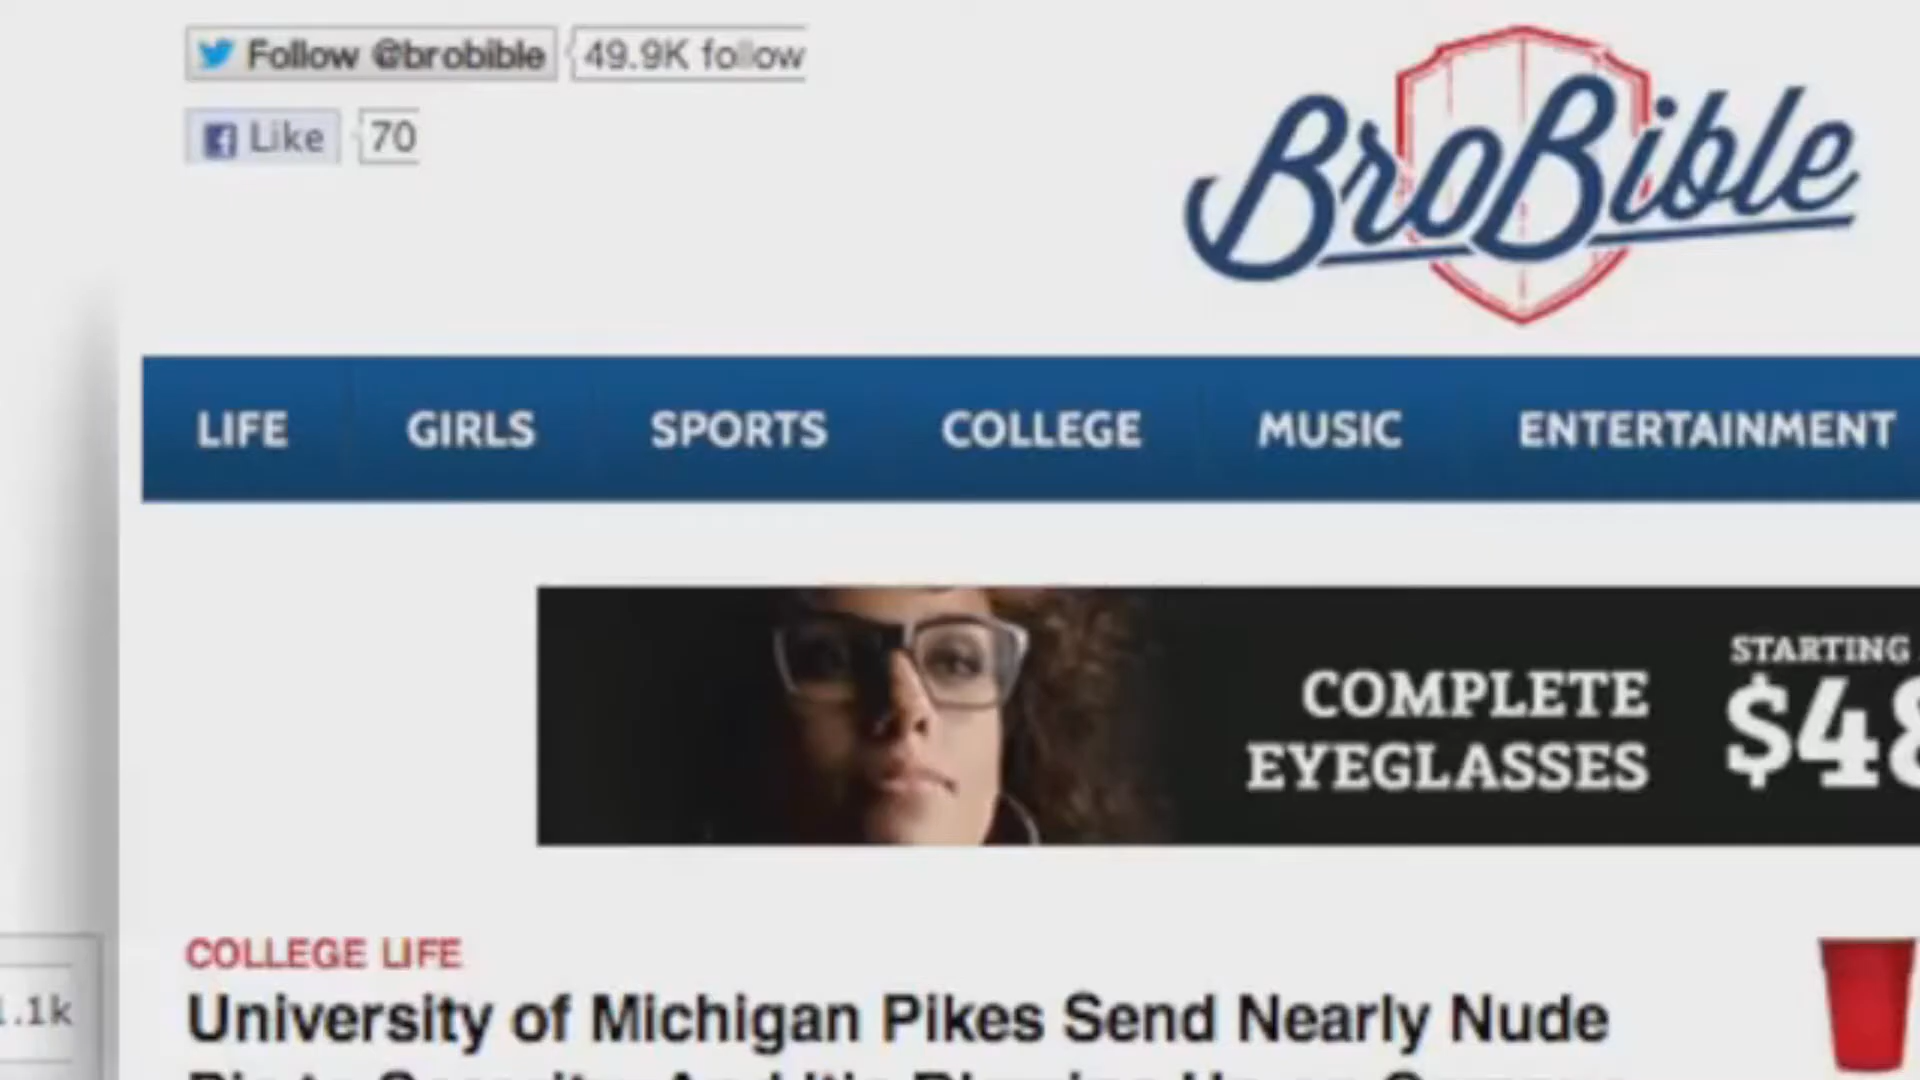 Follow @brobible 49.9K follow
Like 70
BroBible
LIFE GIRLS SPORTS COLLEGE MUSIC ENTERTAINMENT
STARTING
COMPLETE
EYEGLASSES
$48
COLLEGE LIFE
1.1k
University of Michigan Pikes Send Nearly Nude